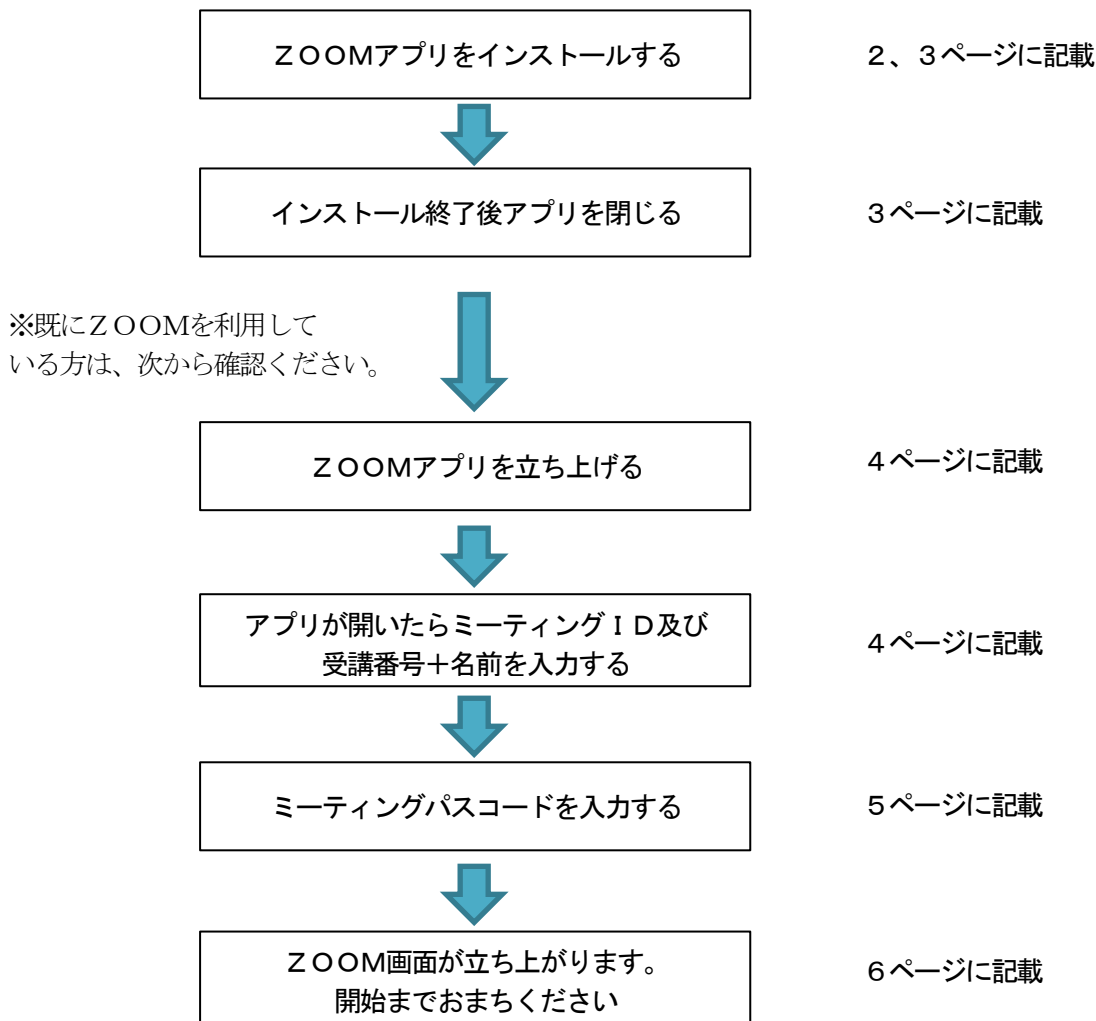 ＺＯＯＭアプリをインストールする
２、３ページに記載
インストール終了後アプリを閉じる
３ページに記載
※既にＺＯＯＭを利用して
いる方は、次から確認ください。
ＺＯＯＭアプリを立ち上げる
４ページに記載
アプリが開いたらミーティングＩＤ及び
受講番号＋名前を入力する
４ページに記載
ミーティングパスコードを入力する
５ページに記載
ＺＯＯＭ画面が立ち上がります。
開始までおまちください
６ページに記載